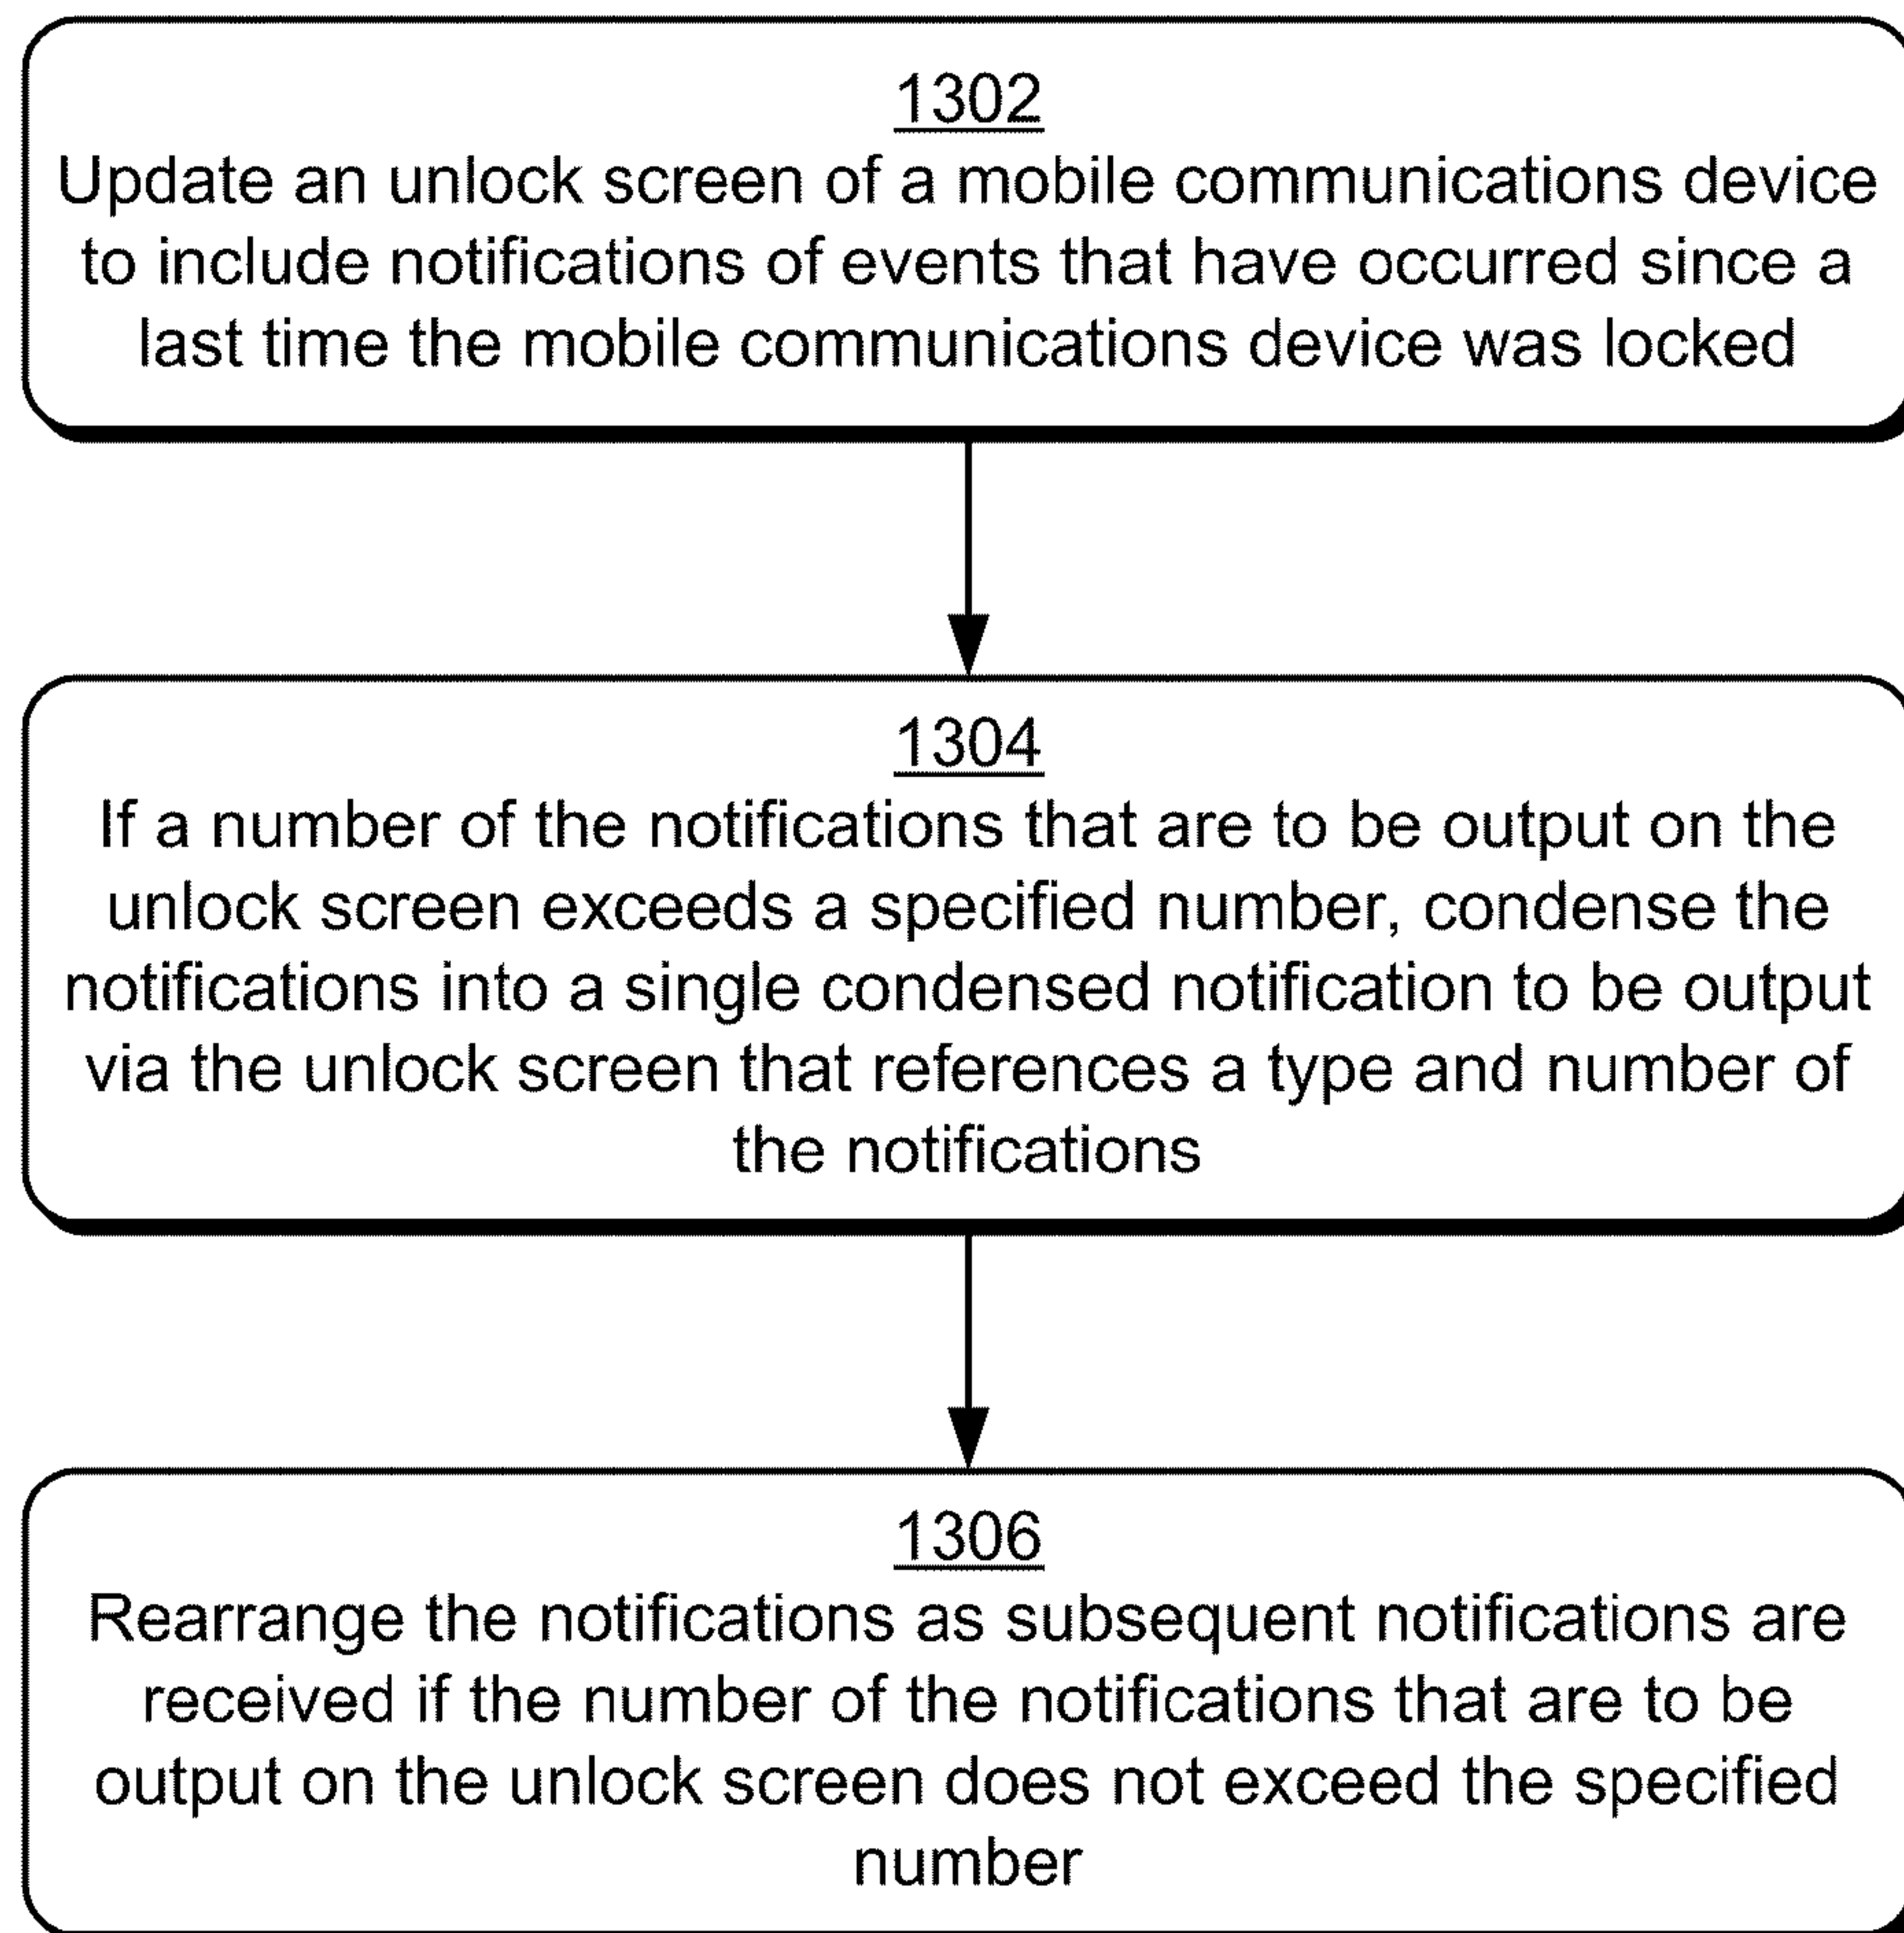 1302
Update an unlock screen of a mobile communications device
to include notifications of events that have occurred since a
last time the mobile communications device was locked
1304
If a number of the notifications that are to be output on the
unlock screen exceeds a specified number, condense the
notifications into a single condensed notification to be output
via the unlock screen that references a type and number of
the notifications
1306
Rearrange the notifications as subsequent notifications are
received if the number of the notifications that are to be
output on the unlock screen does not exceed the specified
number